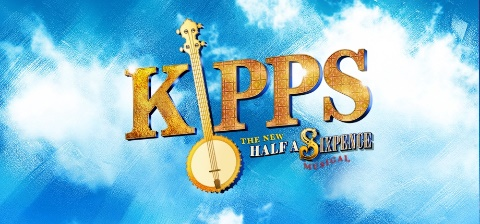 KIPPS
THE NEW
HALF A SIXPENCE
MUSICAL